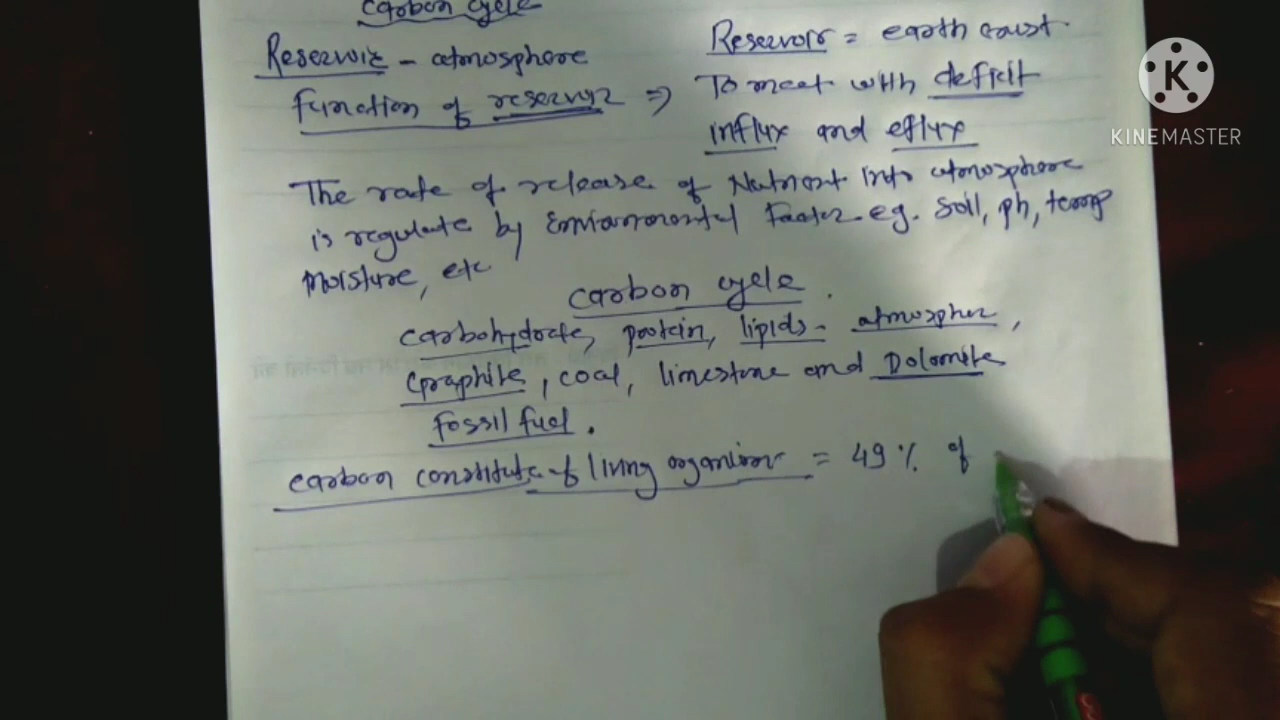 carbon cycle
Reservoir - atmosphere
function of reservoir ⇒
Reservoir = earth crust
To meet with deficit
influx and eflux
The rate of release of Nutrient into atmosphere
is regulate by Environmental Factor eg. soil, ph, temp
moisture, etc
carbon cycle.
carbohydrate, protein, lipids - atmospher,
Graphite, coal, limestone and Dolomite
Fossil fuel.
carbon constitute of living organism = 49% of
K
KINEMASTER